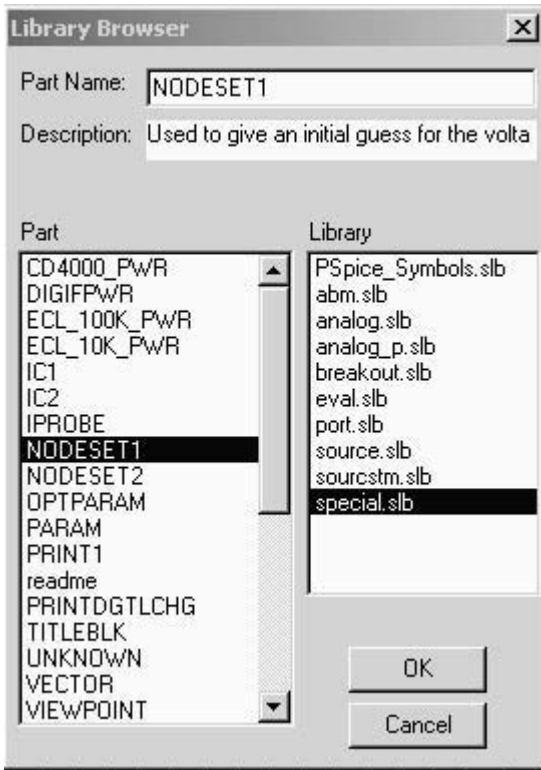 Library Browser
Part Name: NODESET1
Description: Used to give an initial guess for the volta
Part
CD4000_PWR
DIGIFPWR
ECL_100K_PWR
ECL_10K_PWR
IC1
IC2
IPROBE
NODESET1
NODESET2
OPTPARAM
PARAM
PRINT1
readme
PRINTDGTLCHG
TITLEBLK
UNKNOWN
VECTOR
VIEWPOINT
Library
PSpice_Symbols.slb
abm.slb
analog.slb
analog_p.slb
breakout.slb
eval.slb
port.slb
source.slb
sourcstm.slb
special.slb
OK
Cancel